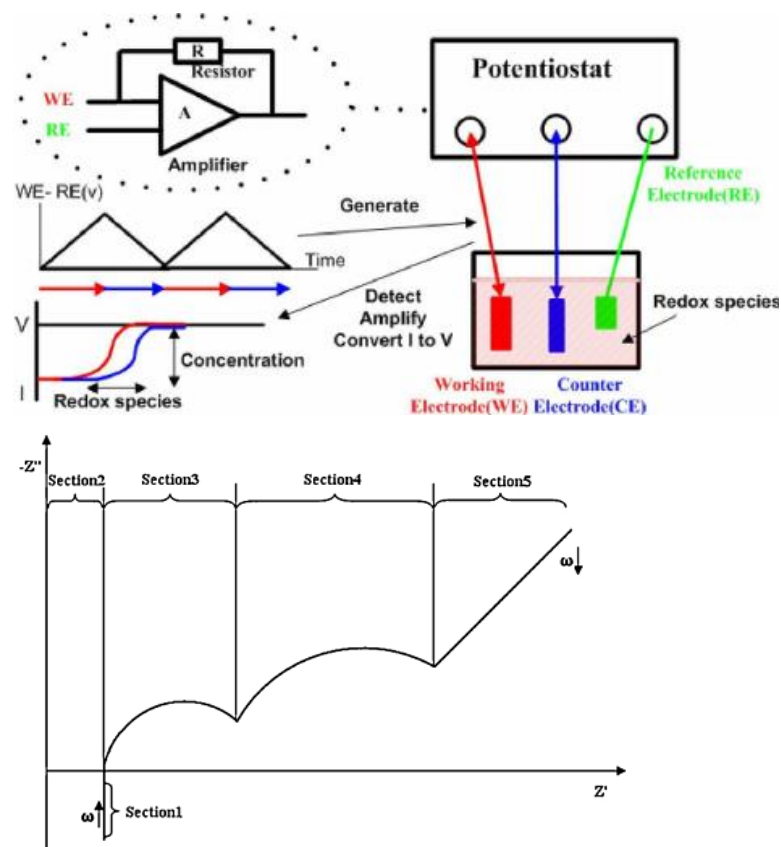 R
Resistor
WE
RE
A
Amplifier
Potentiostat
Reference
Electrode(RE)
WE- RE(v)
Time
Generate
Detect
Amplify
Convert I to V
V
I
Concentration
Redox species
Redox species
Working
Electrode(WE)
Counter
Electrode(CE)
-Z''
Section2
Section3
Section4
Section5
ω
ω
Section1
Z'